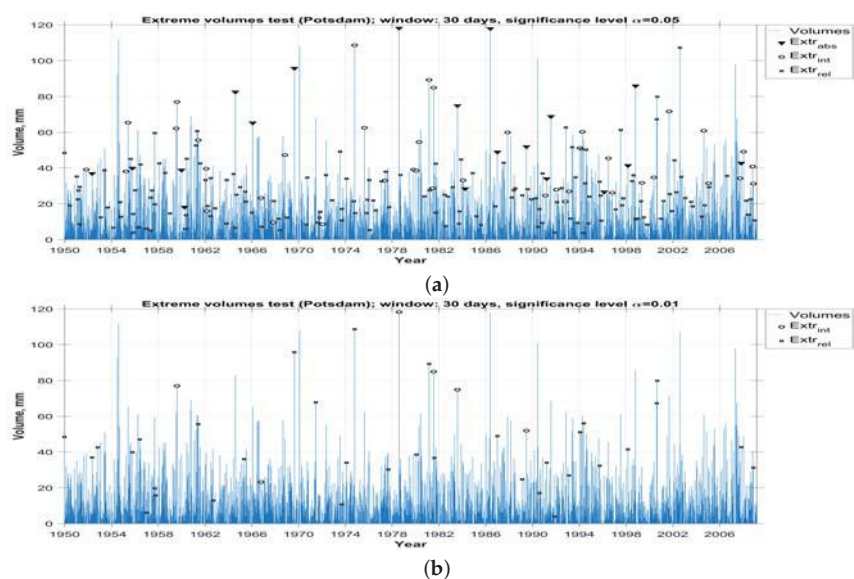 Extreme volumes test (Potsdam); window: 30 days, significance level α=0.05
Volumes
Extr_abs
Extr_int
Extr_rel
120
100
80
60
40
20
0
Volume, mm
1950 1954 1958 1962 1966 1970 1974 1978 1982 1986 1990 1994 1998 2002 2006
Year
(a)
Extreme volumes test (Potsdam); window: 30 days, significance level α=0.01
Volumes
Extr_int
Extr_rel
120
100
80
60
40
20
0
Volume, mm
1950 1954 1958 1962 1966 1970 1974 1978 1982 1986 1990 1994 1998 2002 2006
Year
(b)